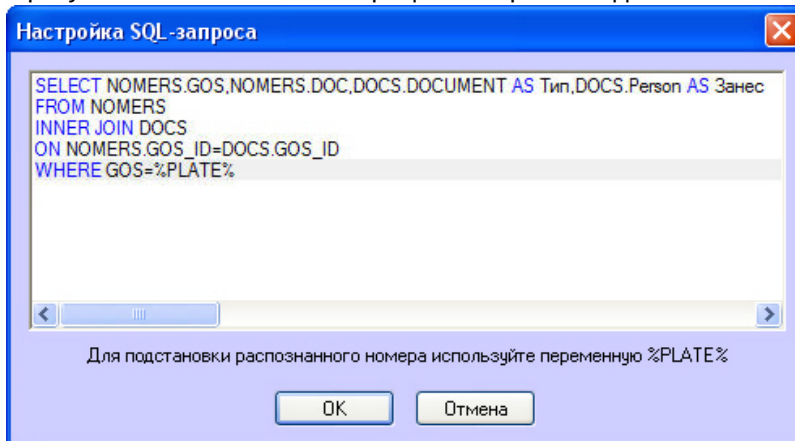 Настройка SQL-запроса
SELECT NOMERS.GOS,NOMERS.DOC,DOCS.DOCUMENT AS Тип,DOCS.Person AS Занес
FROM NOMERS
INNER JOIN DOCS
ON NOMERS.GOS_ID=DOCS.GOS_ID
WHERE GOS=%PLATE%
Для подстановки распознанного номера используйте переменную %PLATE%
OK Отмена